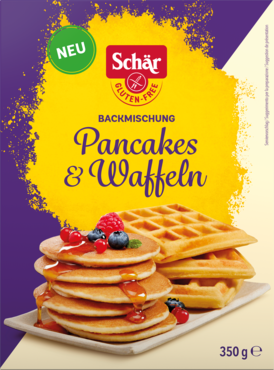 NEU
Schär
GLUTEN-FREE
BACKMISCHUNG
Pancakes
& Waffeln
350 g ℮